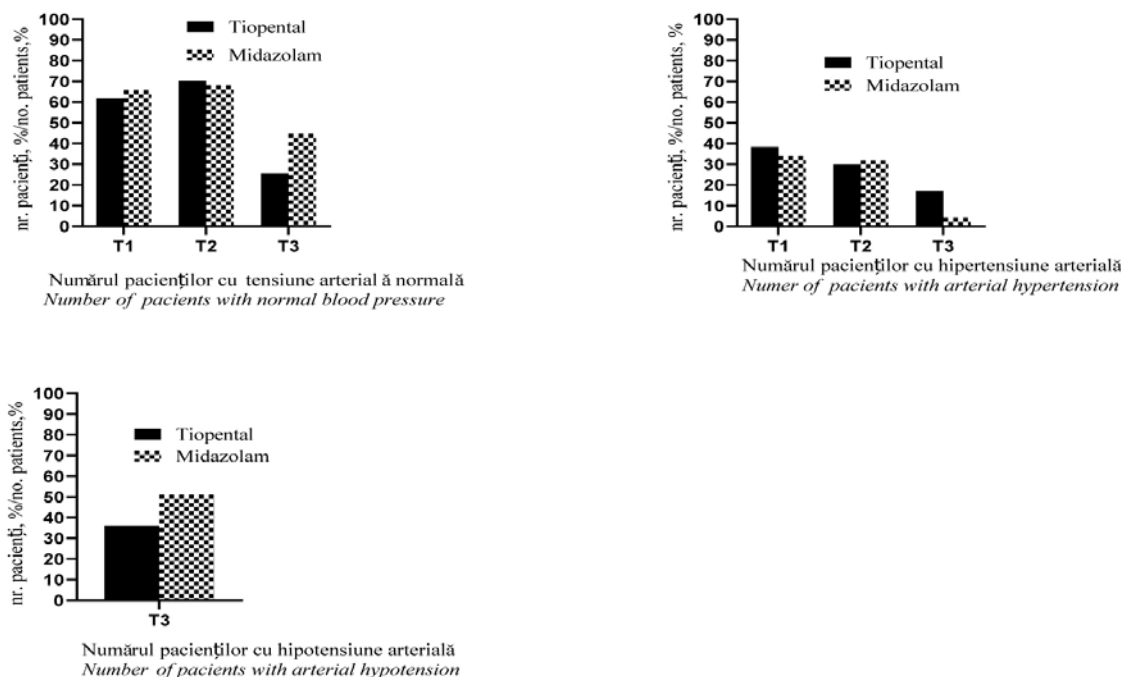 nr. pacienți, %/no. patients,%
100
90
80
70
60
50
40
30
20
10
0
Tiopental
Midazolam
T1 T2 T3
Numărul pacienților cu tensiune arterial ă normală
Number of pacients with normal blood pressure
nr. pacienți, %/no. patients, %
100
90
80
70
60
50
40
30
20
10
0
Tiopental
Midazolam
T1 T2 T3
Numărul pacienților cu hipertensiune arterială
Numer of pacients with arterial hypertension
nr. pacienți, %/no. patients,%
100
90
80
70
60
50
40
30
20
10
0
Tiopental
Midazolam
T3
Numărul pacienților cu hipotensiune arterială
Number of pacients with arterial hypotension